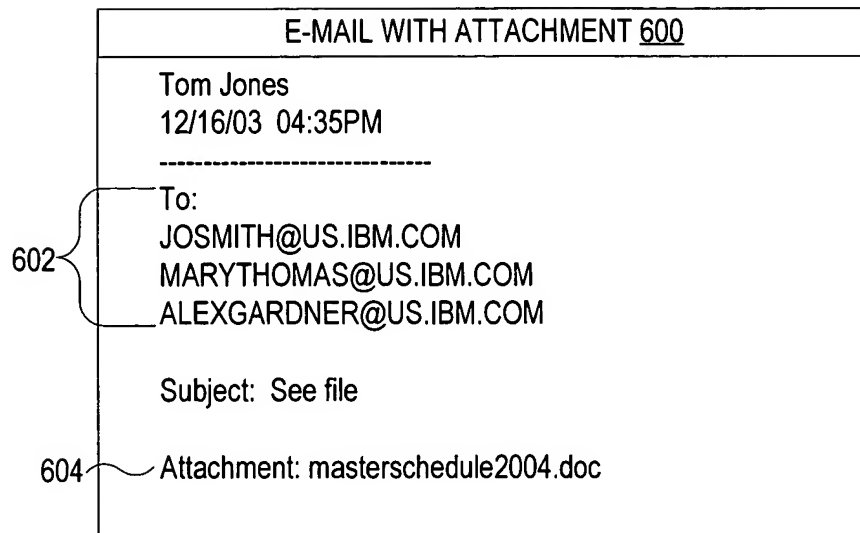 E-MAIL WITH ATTACHMENT 600
Tom Jones
12/16/03 04:35PM
------------------------------
To:
JOSMITH@US.IBM.COM
602
MARYTHOMAS@US.IBM.COM
ALEXGARDNER@US.IBM.COM
Subject: See file
604 Attachment: masterschedule2004.doc